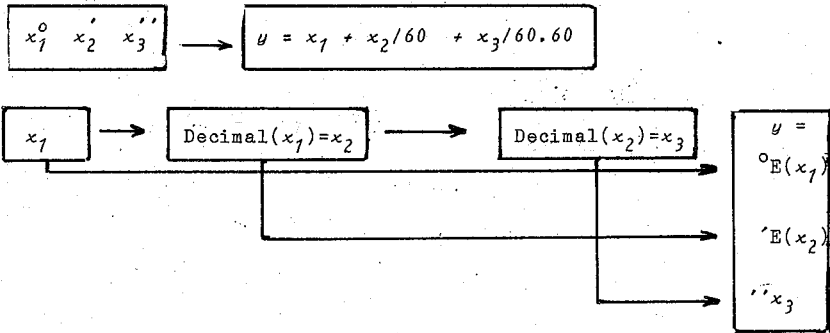 x₁° x₂′ x₃′′ → y = x₁ + x₂/60 + x₃/60.60
x₁ → Decimal(x₁)=x₂ → Decimal(x₂)=x₃
y =
°E(x₁)
′E(x₂)
′′x₃